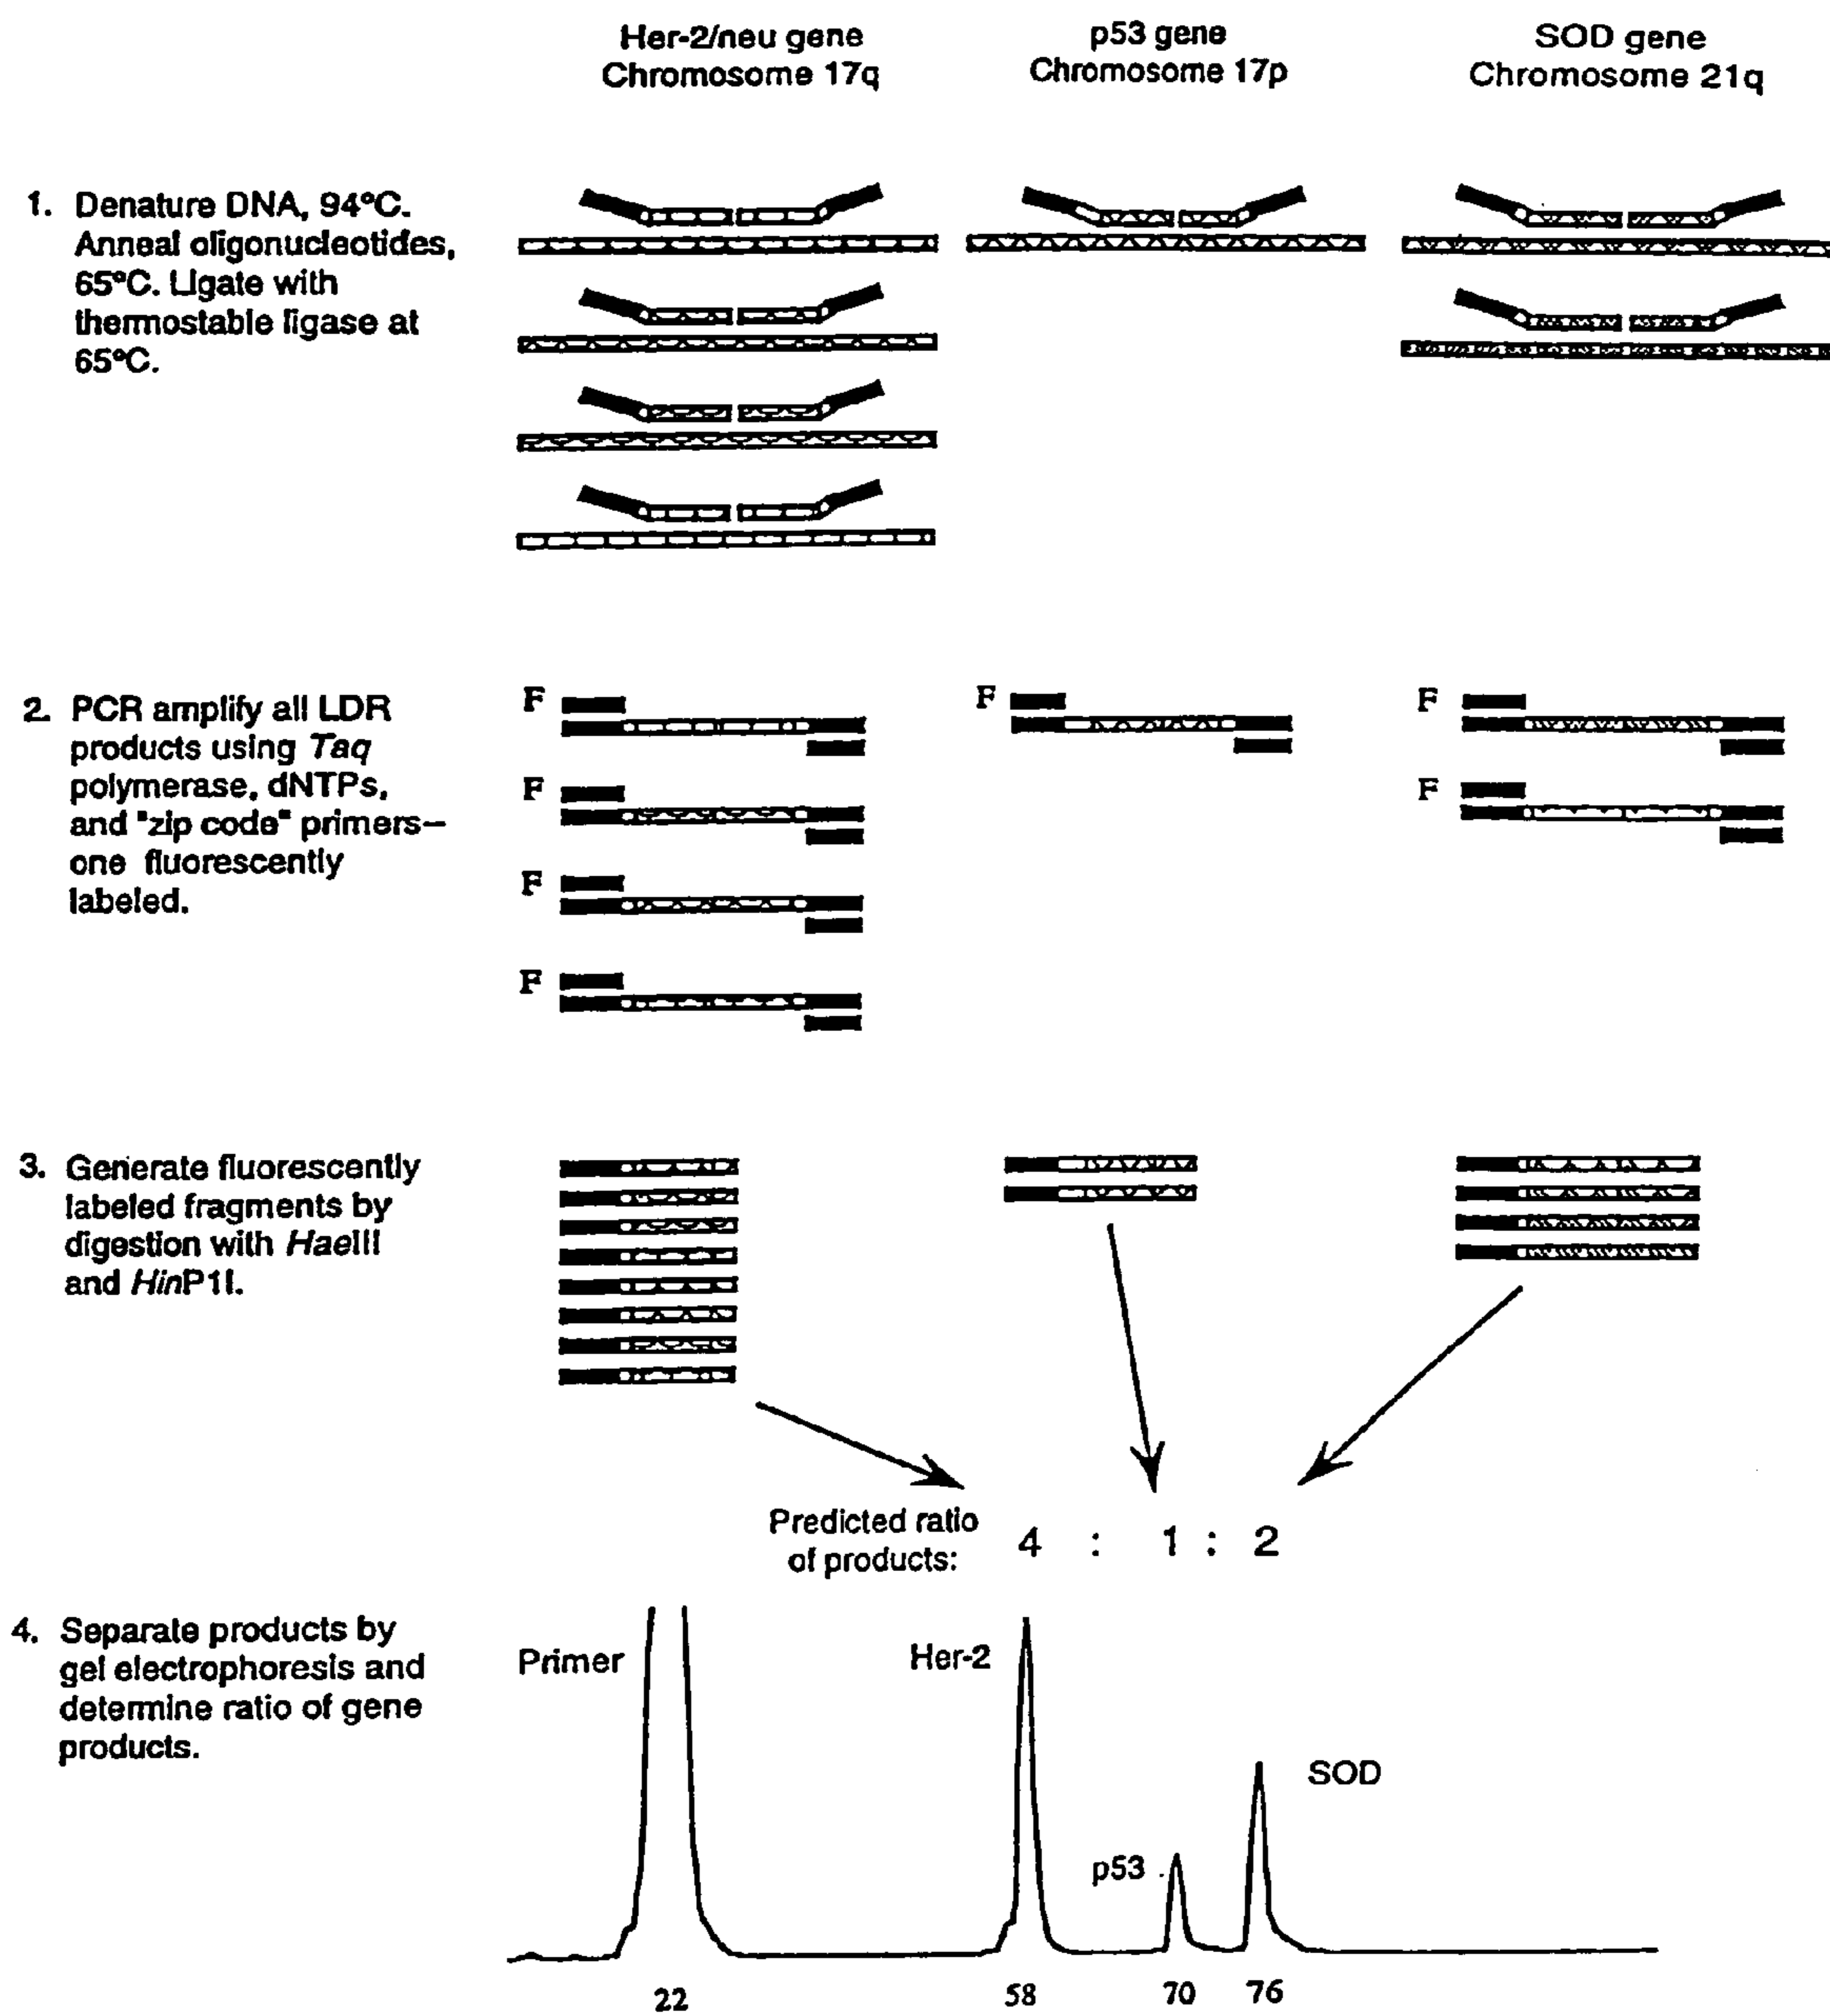 Her-2/neu gene
Chromosome 17q
p53 gene
Chromosome 17p
SOD gene
Chromosome 21q
1. Denature DNA, 94°C.
Anneal oligonucleotides,
65°C. Ligate with
thermostable ligase at
65°C.
2. PCR amplify all LDR
products using Taq
polymerase, dNTPs,
and "zip code" primers—
one fluorescently
labeled.
F
F
F
F
F
F
F
3. Generate fluorescently
labeled fragments by
digestion with HaeIII
and HinP1I.
Predicted ratio
of products:
4 : 1 : 2
4. Separate products by
gel electrophoresis and
determine ratio of gene
products.
Primer
Her-2
p53
SOD
22
58
70
76